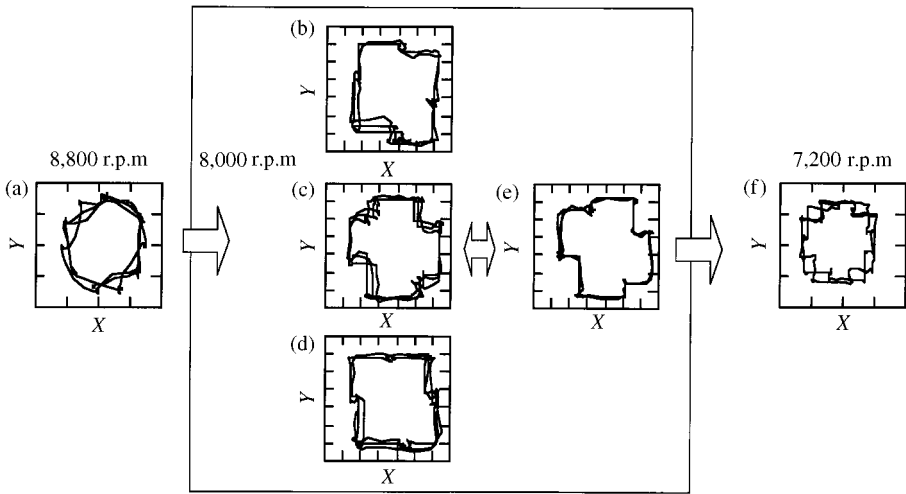 (b)
Y
X
8,800 r.p.m
8,000 r.p.m
7,200 r.p.m
(a)
Y
X
(c)
Y
X
(e)
Y
X
(f)
Y
X
(d)
Y
X